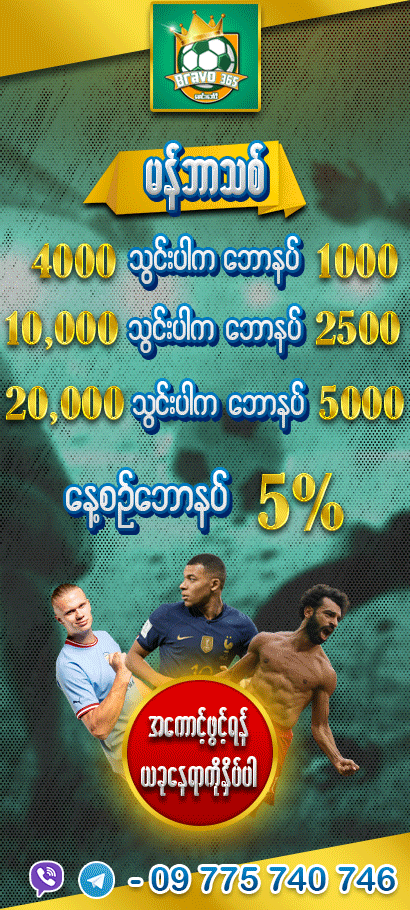 Bravo 365
မန်ဘာသစ်
4000 သွင်းပါက ဘောနပ် 1000
10,000 သွင်းပါက ဘောနပ် 2500
20,000 သွင်းပါက ဘောနပ် 5000
နေ့စဉ်ဘောနပ် 5%
အကောင့်ဖွင့်ရန်
ယခုနေရာကိုနှိပ်ပါ
- 09 775 740 746